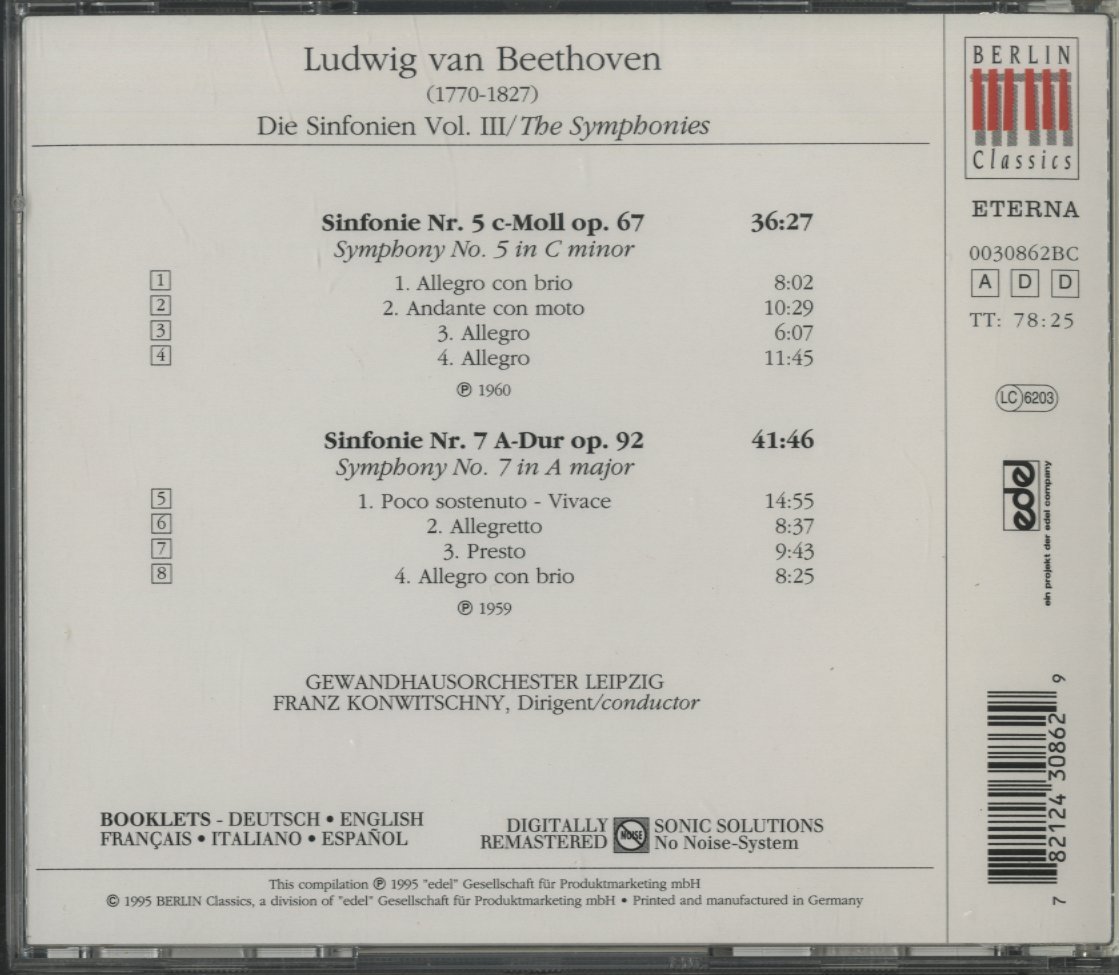 Ludwig van Beethoven
(1770-1827)
Die Sinfonien Vol. III/The Symphonies
Sinfonie Nr. 5 c-Moll op. 67 36:27
Symphony No. 5 in C minor
1 1. Allegro con brio 8:02
2 2. Andante con moto 10:29
3 3. Allegro 6:07
4 4. Allegro 11:45
℗ 1960
Sinfonie Nr. 7 A-Dur op. 92 41:46
Symphony No. 7 in A major
5 1. Poco sostenuto - Vivace 14:55
6 2. Allegretto 8:37
7 3. Presto 9:43
8 4. Allegro con brio 8:25
℗ 1959
GEWANDHAUSORCHESTER LEIPZIG
FRANZ KONWITSCHNY, Dirigent/conductor
BOOKLETS - DEUTSCH • ENGLISH
FRANÇAIS • ITALIANO • ESPAÑOL
DIGITALLY
REMASTERED
NOISE
SONIC SOLUTIONS
No Noise-System
This compilation ℗ 1995 "edel" Gesellschaft für Produktmarketing mbH
© 1995 BERLIN Classics, a division of "edel" Gesellschaft für Produktmarketing mbH • Printed and manufactured in Germany
BERLIN
Classics
ETERNA
0030862BC
A D D
TT: 78:25
LC 6203
edel
ein projekt der edel company
7 82124 30862 9